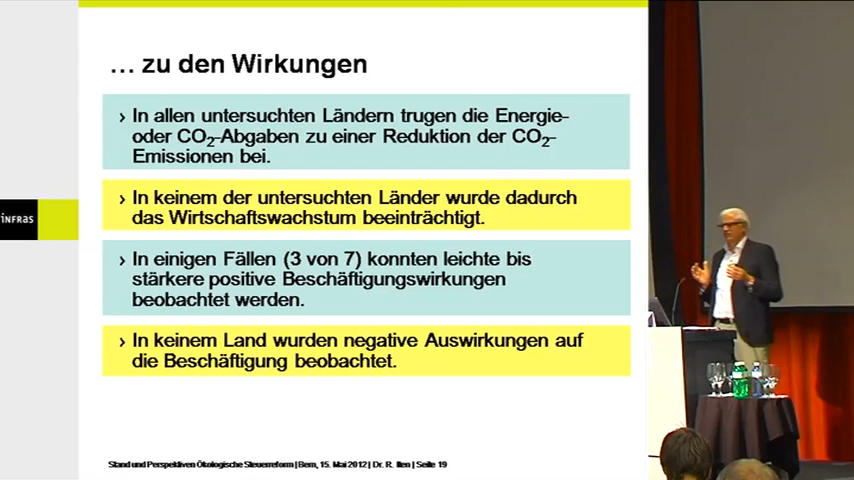 ... zu den Wirkungen
› In allen untersuchten Ländern trugen die Energie-
oder CO2-Abgaben zu einer Reduktion der CO2-
Emissionen bei.
› In keinem der untersuchten Länder wurde dadurch
das Wirtschaftswachstum beeinträchtigt.
infras
› In einigen Fällen (3 von 7) konnten leichte bis
stärkere positive Beschäftigungswirkungen
beobachtet werden.
› In keinem Land wurden negative Auswirkungen auf
die Beschäftigung beobachtet.
Stand und Perspektiven Ökologische Steuerreform | Bern, 15. Mai 2012 | Dr. R. Iten | Seite 19